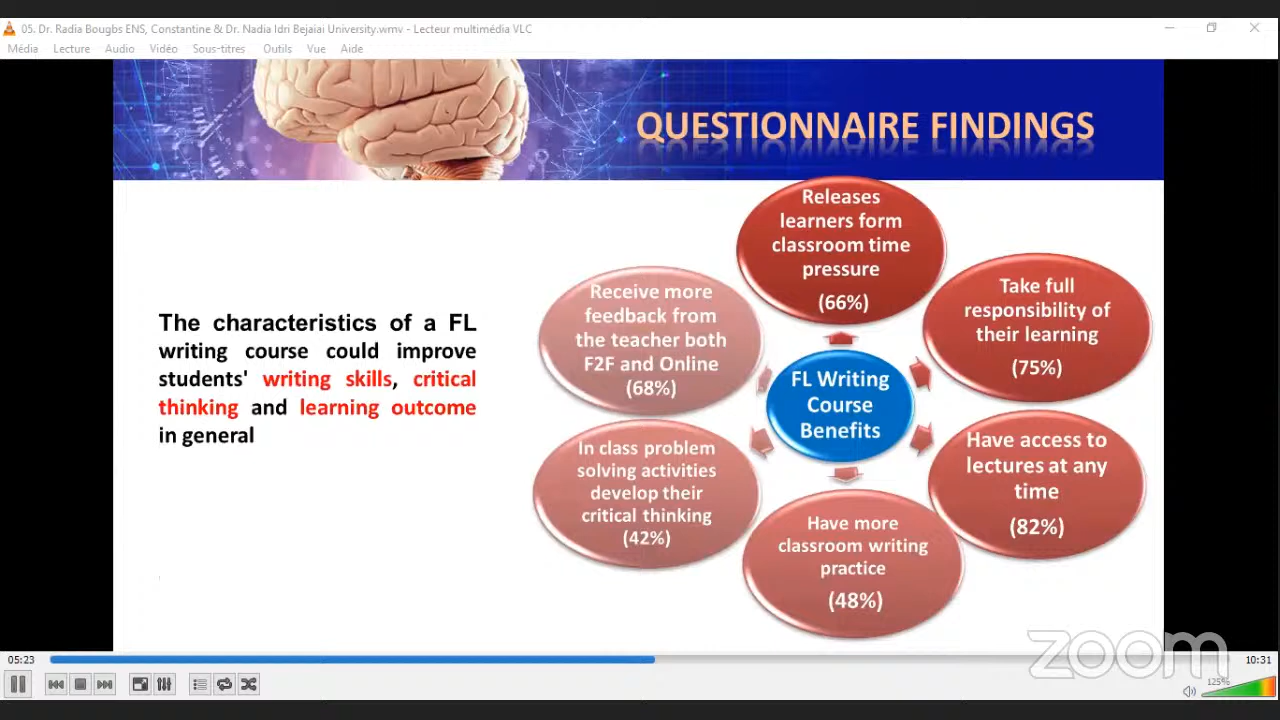 05. Dr. Radia Bougbs ENS, Constantine & Dr. Nadia Idri Bejaiai University.wmv - Lecteur multimédia VLC
Média Lecture Audio Vidéo Sous-titres Outils Vue Aide
QUESTIONNAIRE FINDINGS
The characteristics of a FL
writing course could improve
students' writing skills, critical
thinking and learning outcome
in general
FL Writing
Course
Benefits
Releases
learners form
classroom time
pressure
(66%)
Take full
responsibility of
their learning
(75%)
Have access to
lectures at any
time
(82%)
Have more
classroom writing
practice
(48%)
In class problem
solving activities
develop their
critical thinking
(42%)
Receive more
feedback from
the teacher both
F2F and Online
(68%)
zoom
05:23
10:31
125%